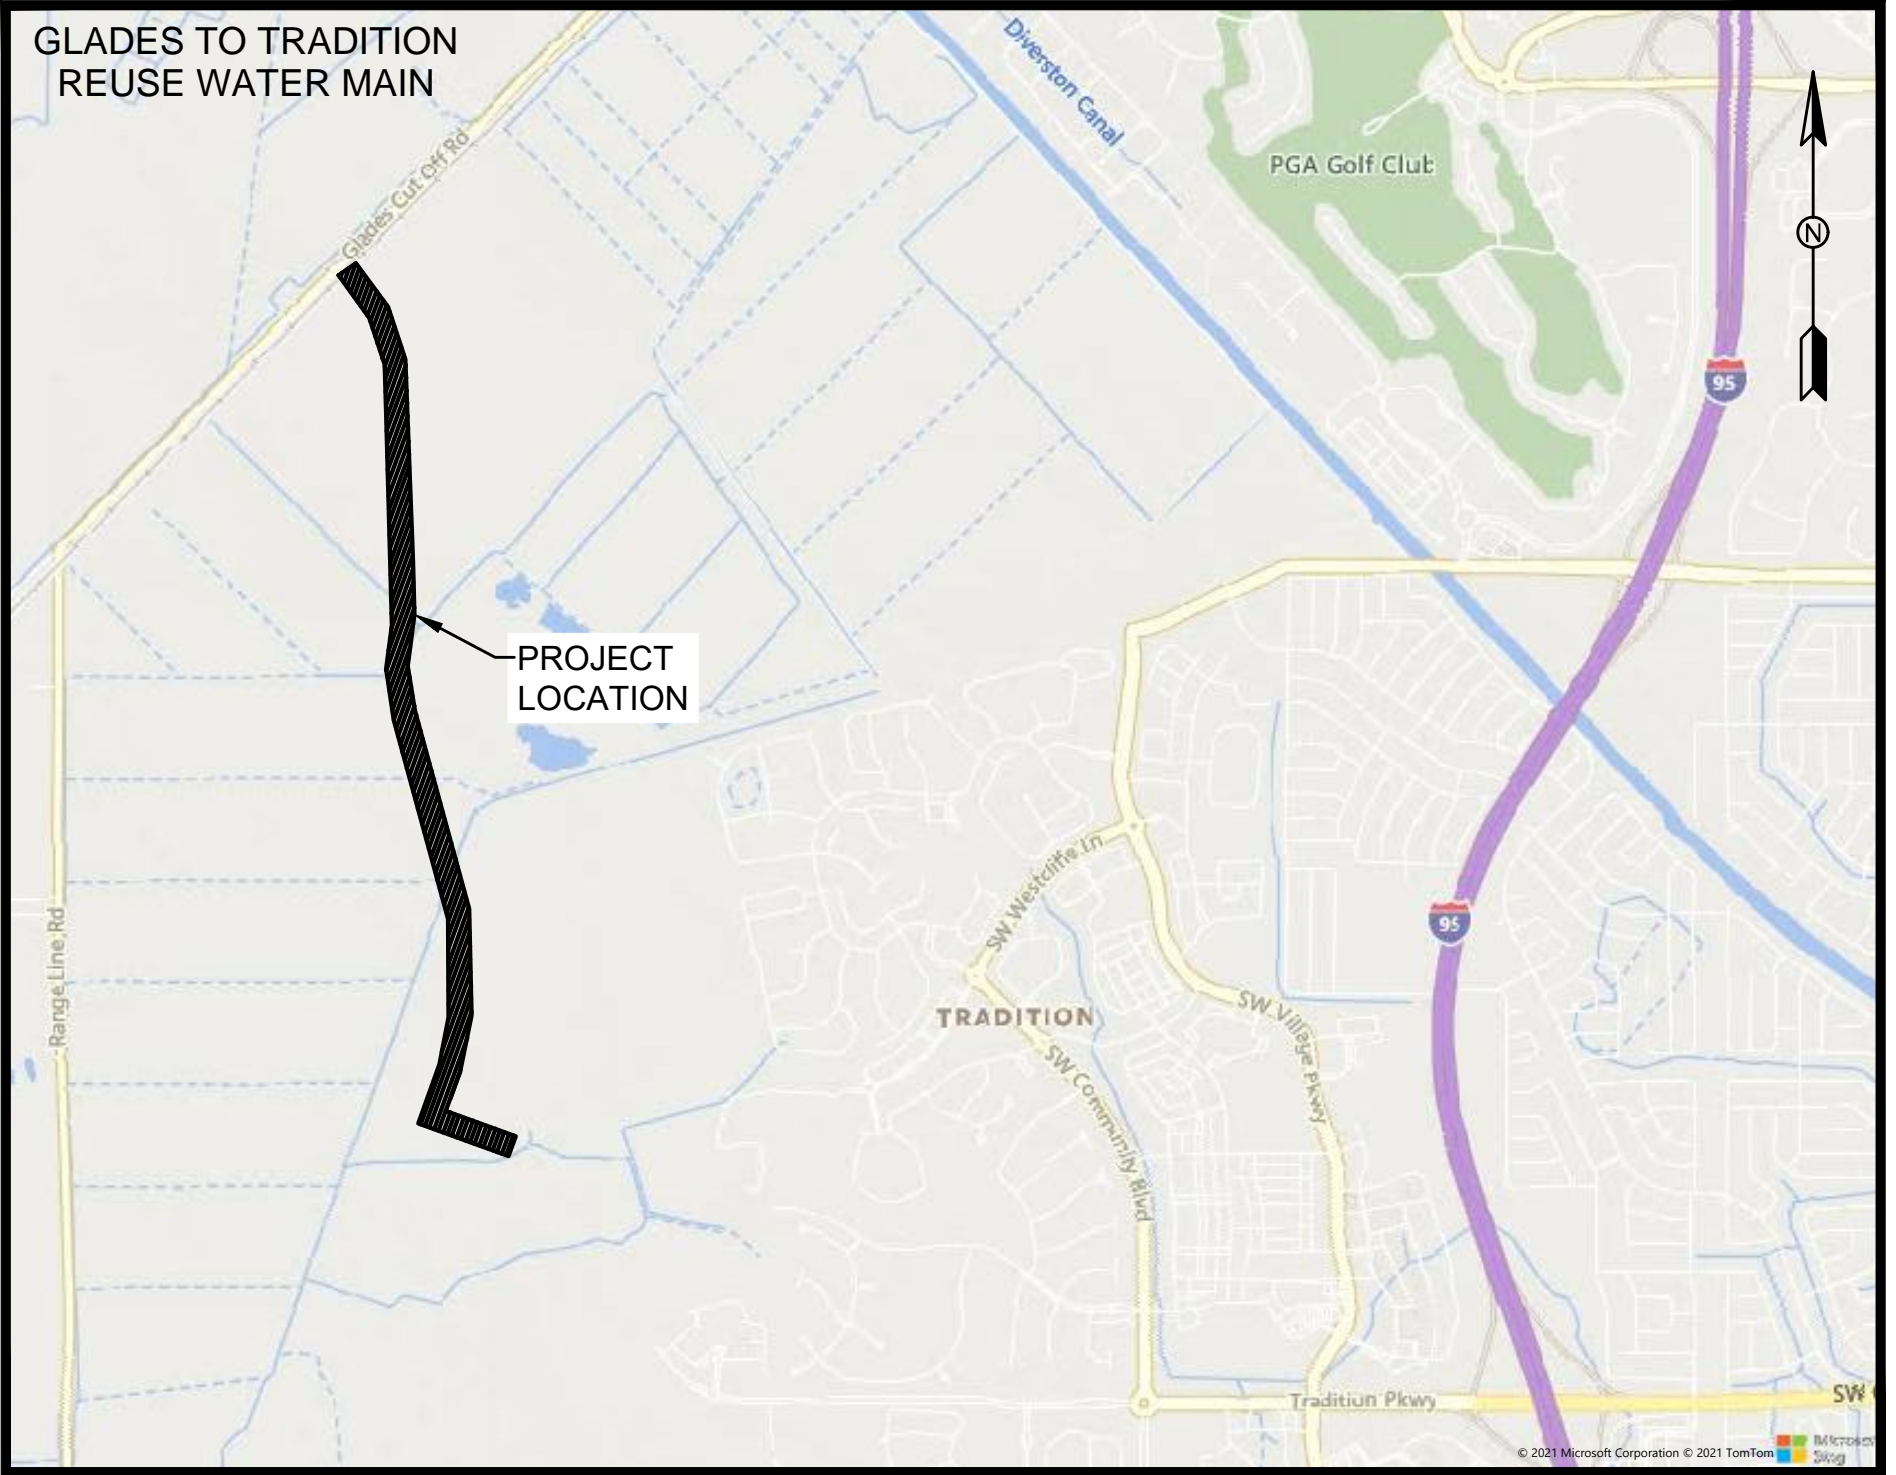 GLADES TO TRADITION
REUSE WATER MAIN
Diverston Canal
PGA Golf Club
N
Glades Cut Off Rd
95
PROJECT
LOCATION
SW Westcliffe Ln
95
Range Line Rd
TRADITION
SW Village Pkwy
SW Community Blvd
Tradition Pkwy
SW
© 2021 Microsoft Corporation © 2021 TomTom